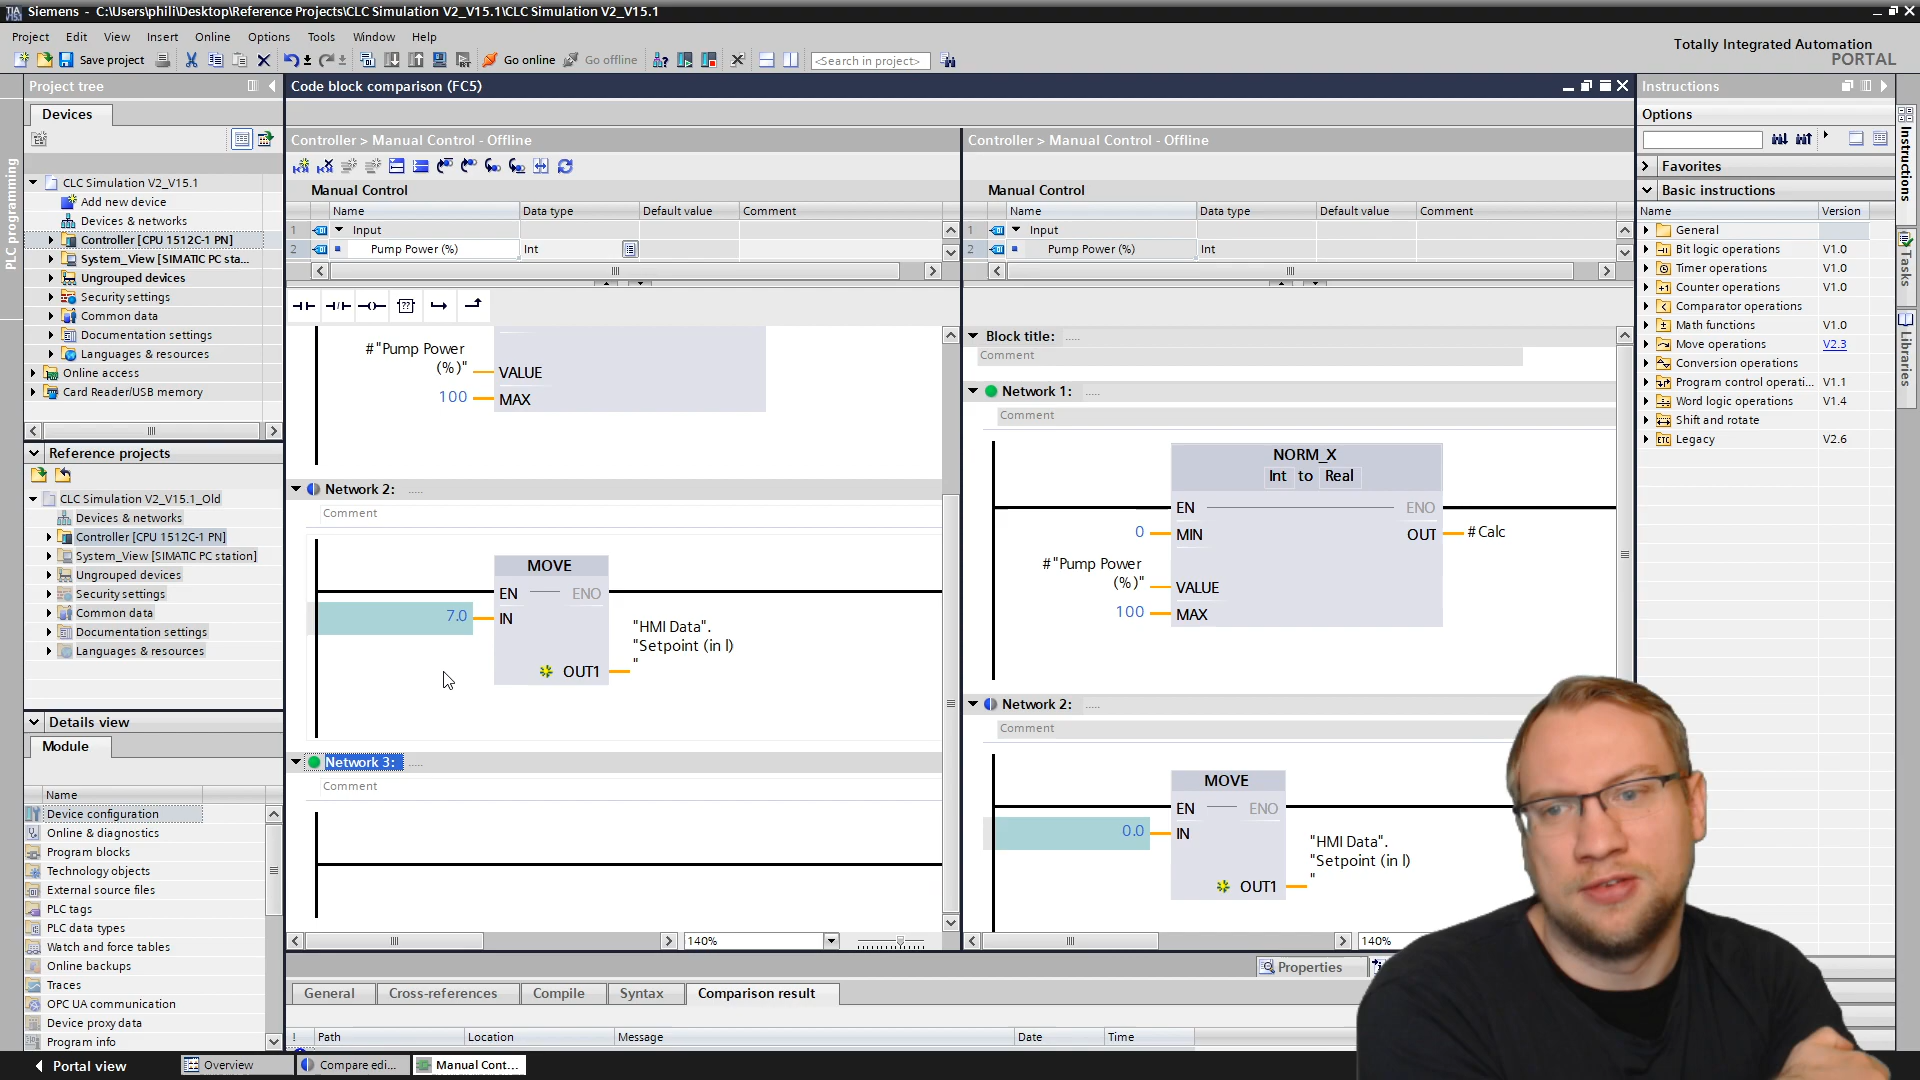 Siemens - C:\Users\phili\Desktop\Reference Projects\CLC Simulation V2_V15.1\CLC Simulation V2_V15.1
Project Edit View Insert Online Options Tools Window Help
Totally Integrated Automation
PORTAL
Save project
Go online
Go offline
<Search in project>
Project tree
Devices
PLC programming
CLC Simulation V2_V15.1
Add new device
Devices & networks
Controller [CPU 1512C-1 PN]
System_View [SIMATIC PC sta...
Ungrouped devices
Security settings
Common data
Documentation settings
Languages & resources
Online access
Card Reader/USB memory
Reference projects
CLC Simulation V2_V15.1_Old
Devices & networks
Controller [CPU 1512C-1 PN]
System_View [SIMATIC PC station]
Ungrouped devices
Security settings
Common data
Documentation settings
Languages & resources
Details view
Module
Name
Device configuration
Online & diagnostics
Program blocks
Technology objects
External source files
PLC tags
PLC data types
Watch and force tables
Online backups
Traces
OPC UA communication
Device proxy data
Program info
Code block comparison (FC5)
Controller > Manual Control - Offline
Manual Control
Name Data type Default value Comment
1 Input
2 Pump Power (%) Int
#"Pump Power
(%)"
VALUE
100 MAX
Network 2: .....
Comment
MOVE
EN ENO
7.0 IN
"HMI Data".
"Setpoint (in l)
"
OUT1
Network 3: .....
Comment
140%
Controller > Manual Control - Offline
Manual Control
Name Data type Default value Comment
1 Input
2 Pump Power (%) Int
Block title: .....
Comment
Network 1: .....
Comment
NORM_X
Int to Real
EN ENO
0 MIN OUT #Calc
#"Pump Power
(%)"
VALUE
100 MAX
Network 2: .....
Comment
MOVE
EN ENO
0.0 IN
"HMI Data".
"Setpoint (in l)
"
OUT1
140%
Properties
General Cross-references Compile Syntax Comparison result
! Path Location Message Date Time
Instructions
Options
Favorites
Basic instructions
Name Version
General
Bit logic operations V1.0
Timer operations V1.0
Counter operations V1.0
Comparator operations
Math functions V1.0
Move operations V2.3
Conversion operations
Program control operati... V1.1
Word logic operations V1.4
Shift and rotate
Legacy V2.6
Instructions
Tasks
Libraries
Portal view
Overview
Compare edi...
Manual Cont...